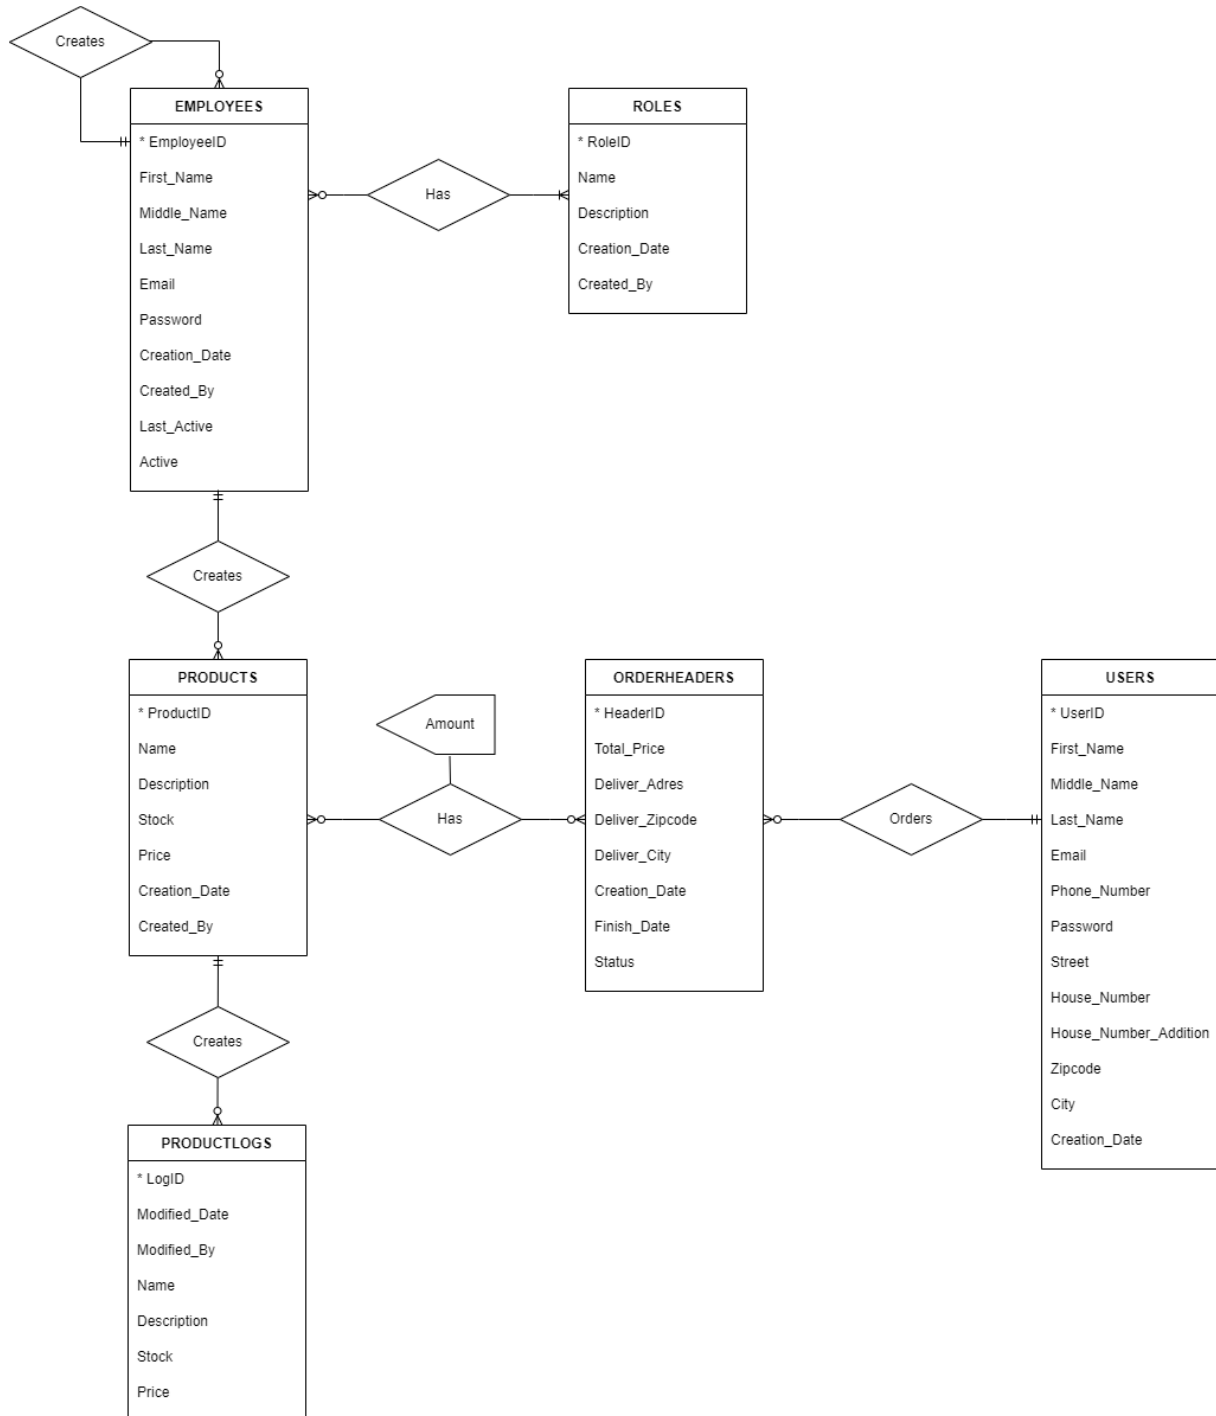 Creates
EMPLOYEES
* EmployeeID
First_Name
Middle_Name
Last_Name
Email
Password
Creation_Date
Created_By
Last_Active
Active
Has
ROLES
* RoleID
Name
Description
Creation_Date
Created_By
Creates
PRODUCTS
* ProductID
Name
Description
Stock
Price
Creation_Date
Created_By
Amount
Has
ORDERHEADERS
* HeaderID
Total_Price
Deliver_Adres
Deliver_Zipcode
Deliver_City
Creation_Date
Finish_Date
Status
Orders
USERS
* UserID
First_Name
Middle_Name
Last_Name
Email
Phone_Number
Password
Street
House_Number
House_Number_Addition
Zipcode
City
Creation_Date
Creates
PRODUCTLOGS
* LogID
Modified_Date
Modified_By
Name
Description
Stock
Price